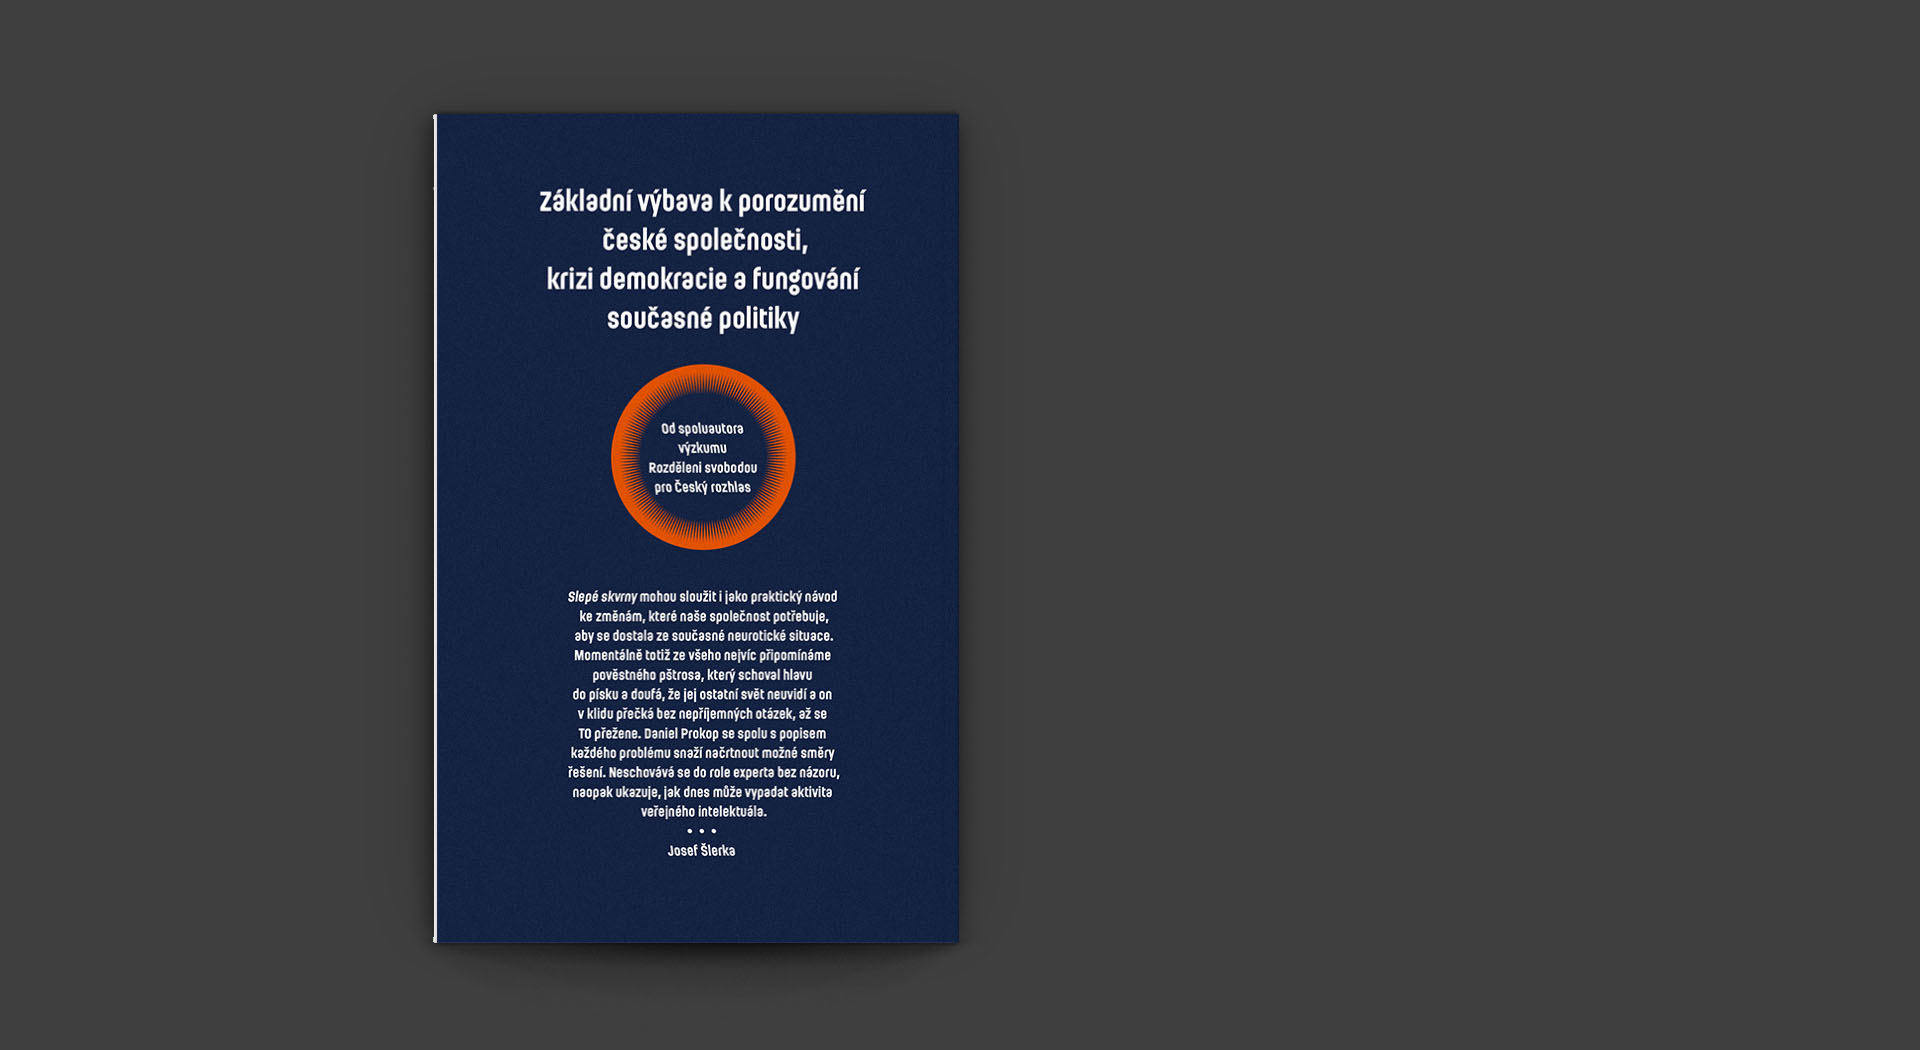 Základní výbava k porozumění
české společnosti,
krizi demokracie a fungování
současné politiky
Od spoluautora
výzkumu
Rozděleni svobodou
pro Český rozhlas
Slepé skvrny mohou sloužit i jako praktický návod
ke změnám, které naše společnost potřebuje,
aby se dostala ze současné neurotické situace.
Momentálně totiž ze všeho nejvíc připomínáme
pověstného pštrosa, který schoval hlavu
do písku a doufá, že jej ostatní svět neuvidí a on
v klidu přečká bez nepříjemných otázek, až se
TO přežene. Daniel Prokop se spolu s popisem
každého problému snaží načrtnout možné směry
řešení. Neschovává se do role experta bez názoru,
naopak ukazuje, jak dnes může vypadat aktivita
veřejného intelektuála.
• • •
Josef Šlerka